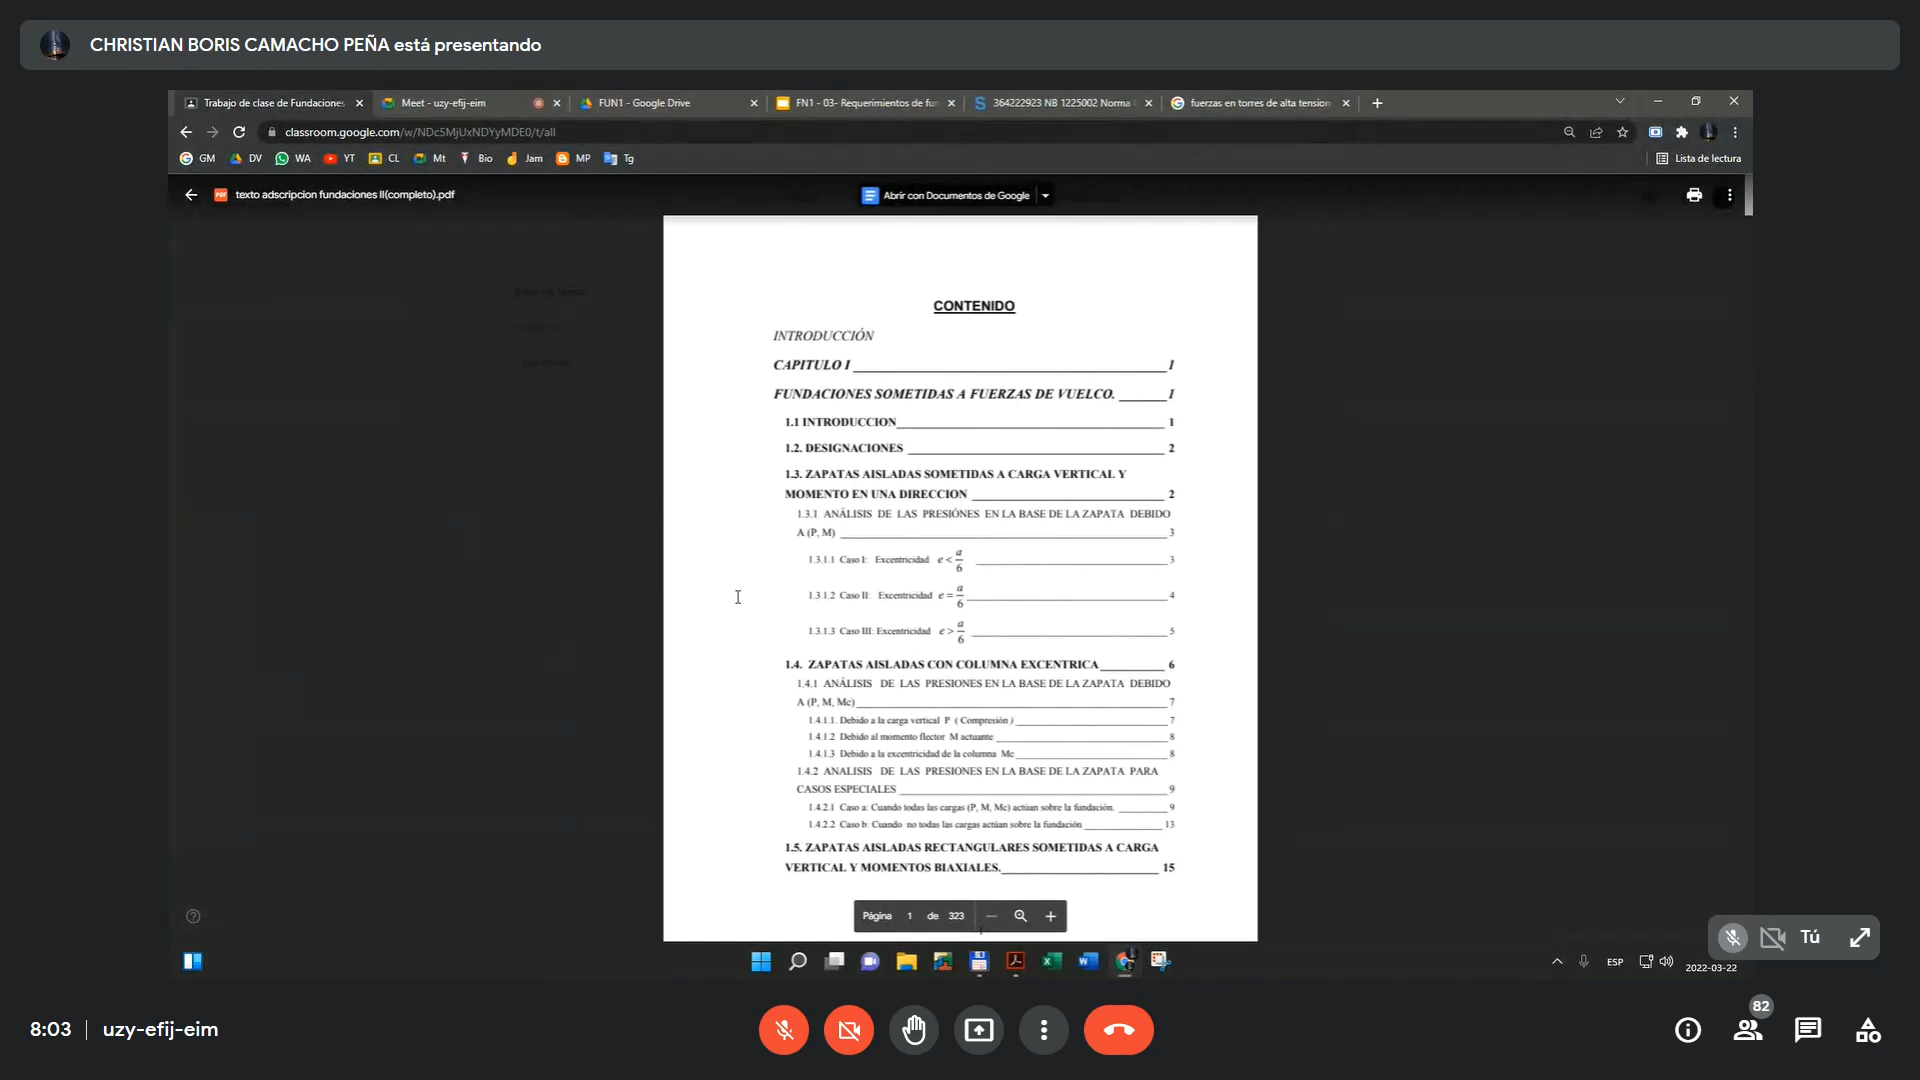 CHRISTIAN BORIS CAMACHO PEÑA está presentando
Trabajo de clase de Fundaciones
Meet - uzy-efij-eim
FUN1 - Google Drive
FN1 - 03- Requerimientos de fun
364222923 NB 1225002 Norma
fuerzas en torres de alta tension
classroom.google.com/w/NDc5MjUxNDYyMDE0/t/all
GM DV WA YT CL Mt Bio Jam MP Tg
Lista de lectura
texto adscripcion fundaciones II(completo).pdf
Abrir con Documentos de Google
CONTENIDO
INTRODUCCIÓN
CAPITULO I 1
FUNDACIONES SOMETIDAS A FUERZAS DE VUELCO. 1
1.1 INTRODUCCION 1
1.2. DESIGNACIONES 2
1.3. ZAPATAS AISLADAS SOMETIDAS A CARGA VERTICAL Y
MOMENTO EN UNA DIRECCION 2
1.3.1 ANÁLISIS DE LAS PRESIÓNES EN LA BASE DE LA ZAPATA DEBIDO
A (P, M) 3
1.3.1.1 Caso I: Excentricidad e < a/6 3
1.3.1.2 Caso II: Excentricidad e = a/6 4
1.3.1.3 Caso III: Excentricidad e > a/6 5
1.4. ZAPATAS AISLADAS CON COLUMNA EXCENTRICA 6
1.4.1 ANÁLISIS DE LAS PRESIONES EN LA BASE DE LA ZAPATA DEBIDO
A (P, M, Mc) 7
1.4.1.1. Debido a la carga vertical P ( Compresión ) 7
1.4.1.2 Debido al momento flector M actuante 8
1.4.1.3 Debido a la excentricidad de la columna Mc 8
1.4.2 ANALISIS DE LAS PRESIONES EN LA BASE DE LA ZAPATA PARA
CASOS ESPECIALES 9
1.4.2.1 Caso a: Cuando todas las cargas (P, M, Mc) actúan sobre la fundación. 9
1.4.2.2 Caso b: Cuando no todas las cargas actúan sobre la fundación 13
1.5. ZAPATAS AISLADAS RECTANGULARES SOMETIDAS A CARGA
VERTICAL Y MOMENTOS BIAXIALES. 15
Página 1 de 323
Tú
ESP
2022-03-22
8:03 | uzy-efij-eim
82